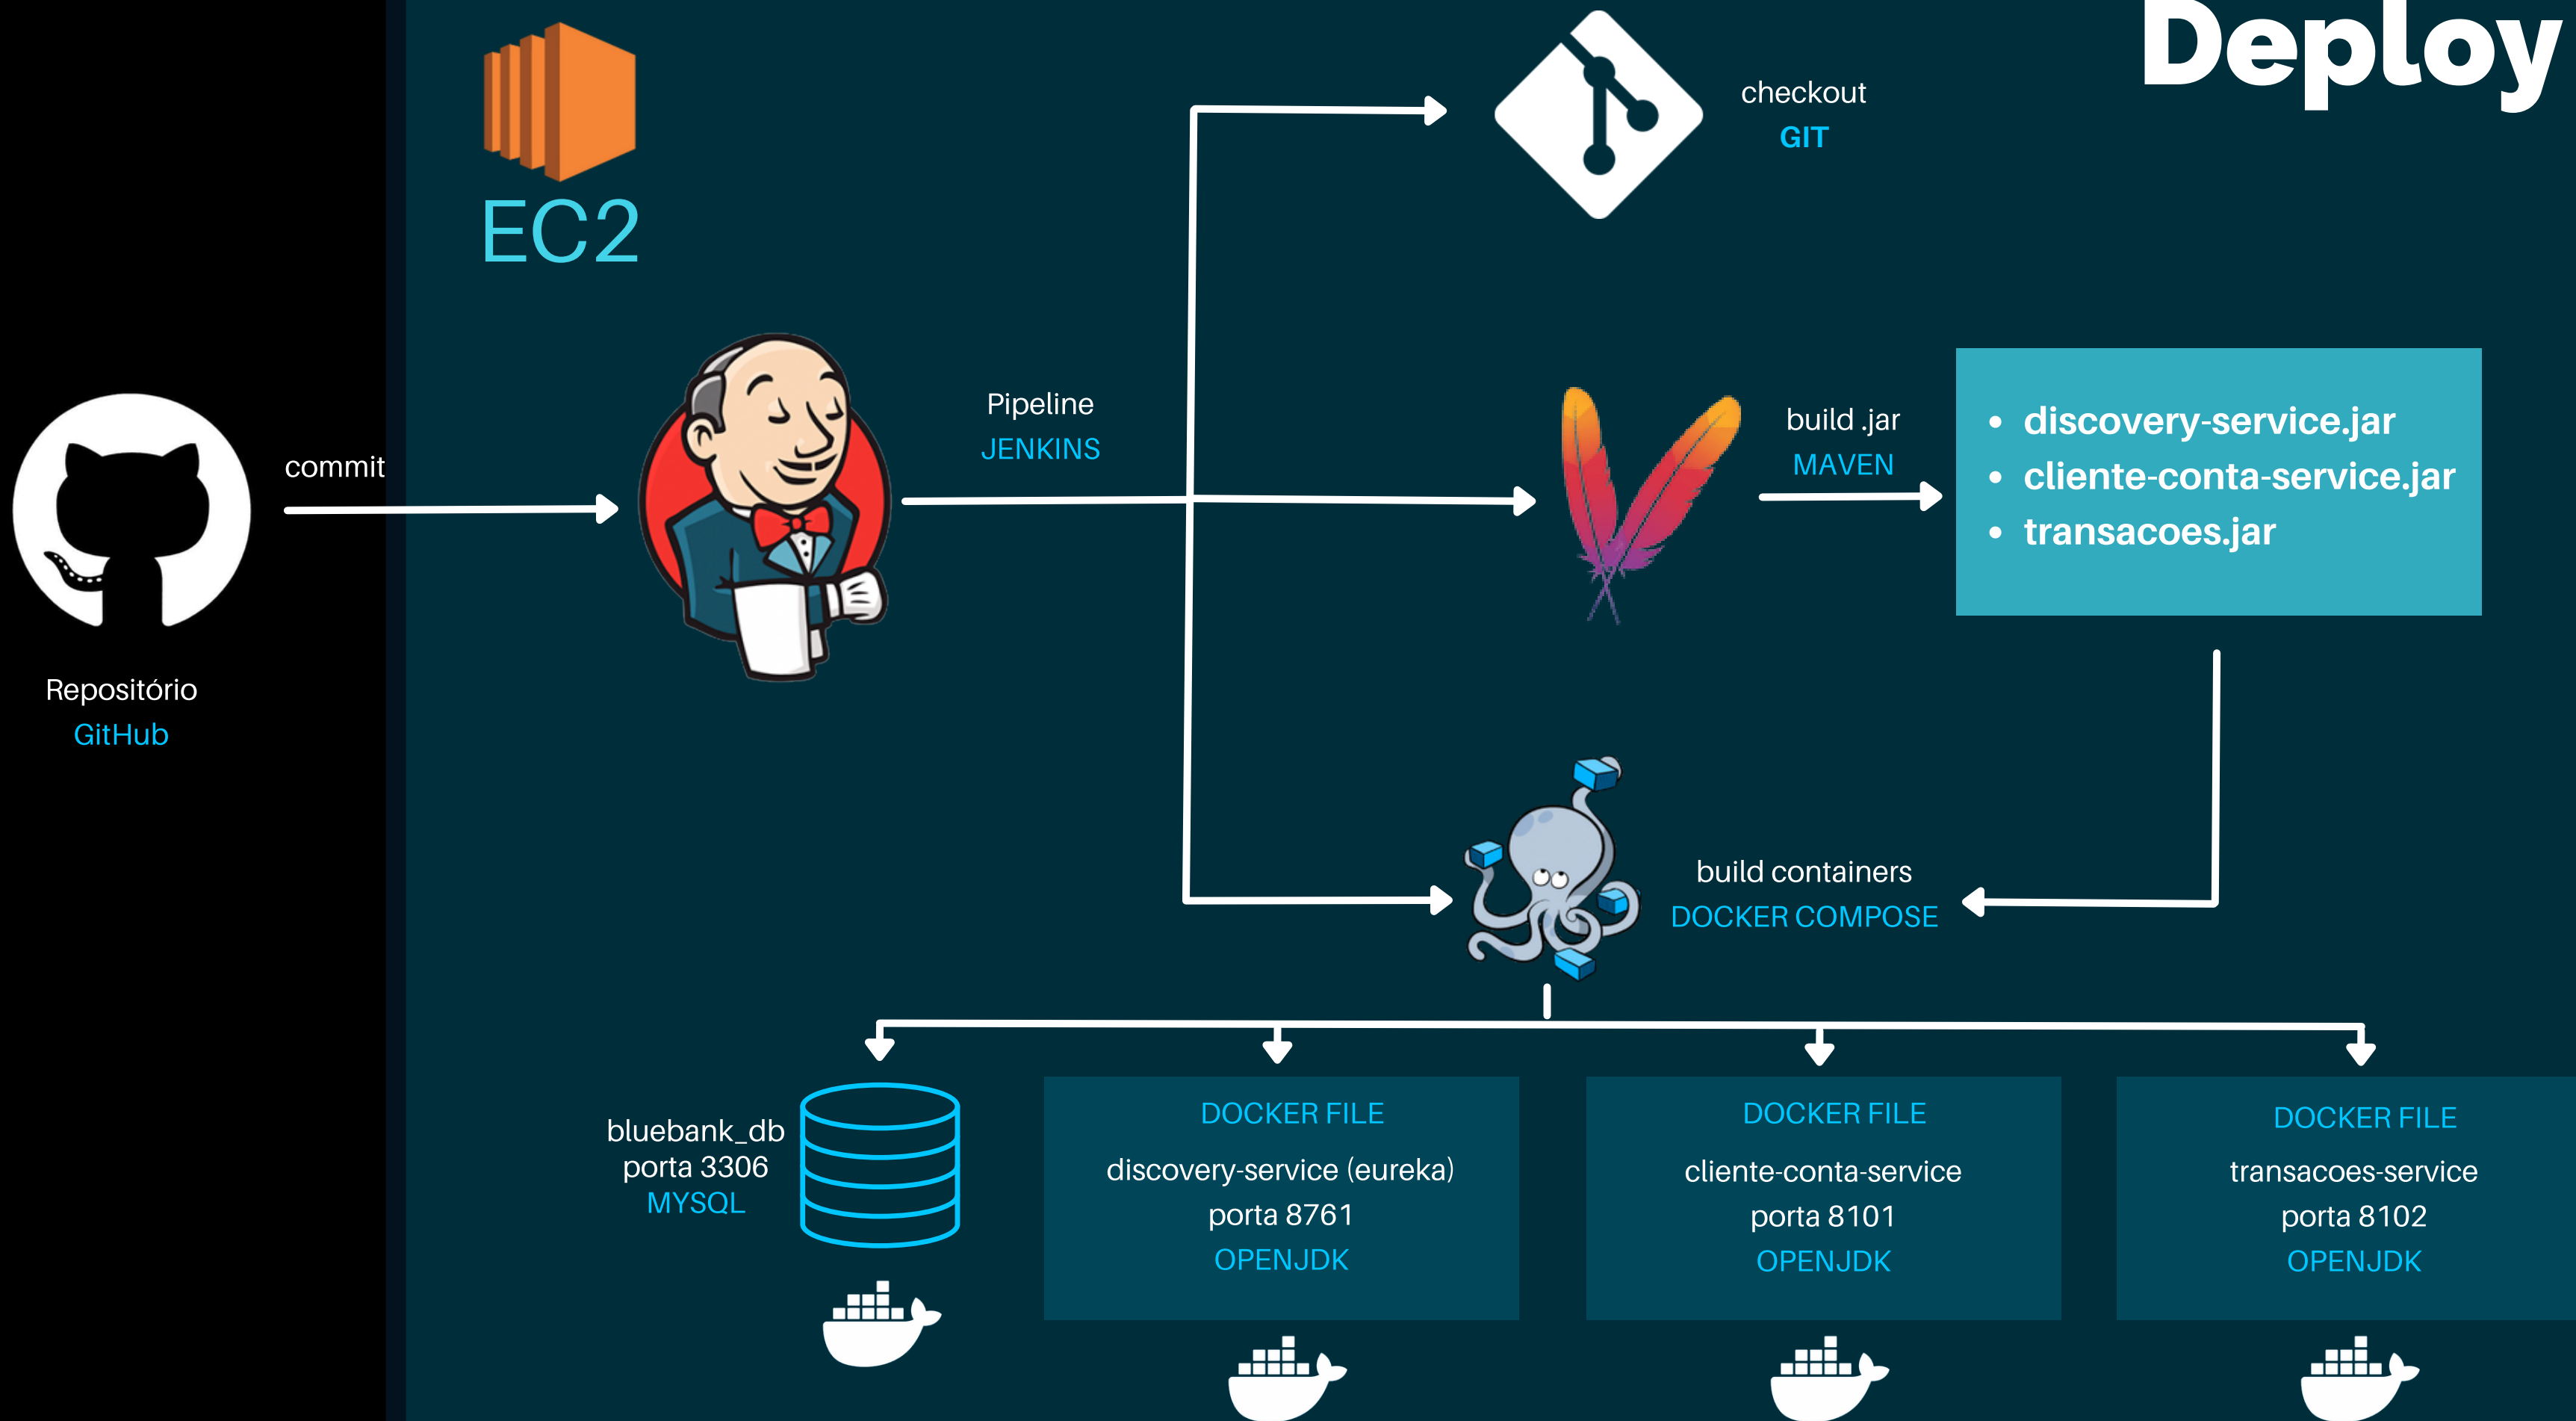 Deploy
EC2
checkout
GIT
commit
Pipeline
JENKINS
build .jar
MAVEN
discovery-service.jar
cliente-conta-service.jar
transacoes.jar
Repositório
GitHub
build containers
DOCKER COMPOSE
bluebank_db
porta 3306
MYSQL
DOCKER FILE
discovery-service (eureka)
porta 8761
OPENJDK
DOCKER FILE
cliente-conta-service
porta 8101
OPENJDK
DOCKER FILE
transacoes-service
porta 8102
OPENJDK